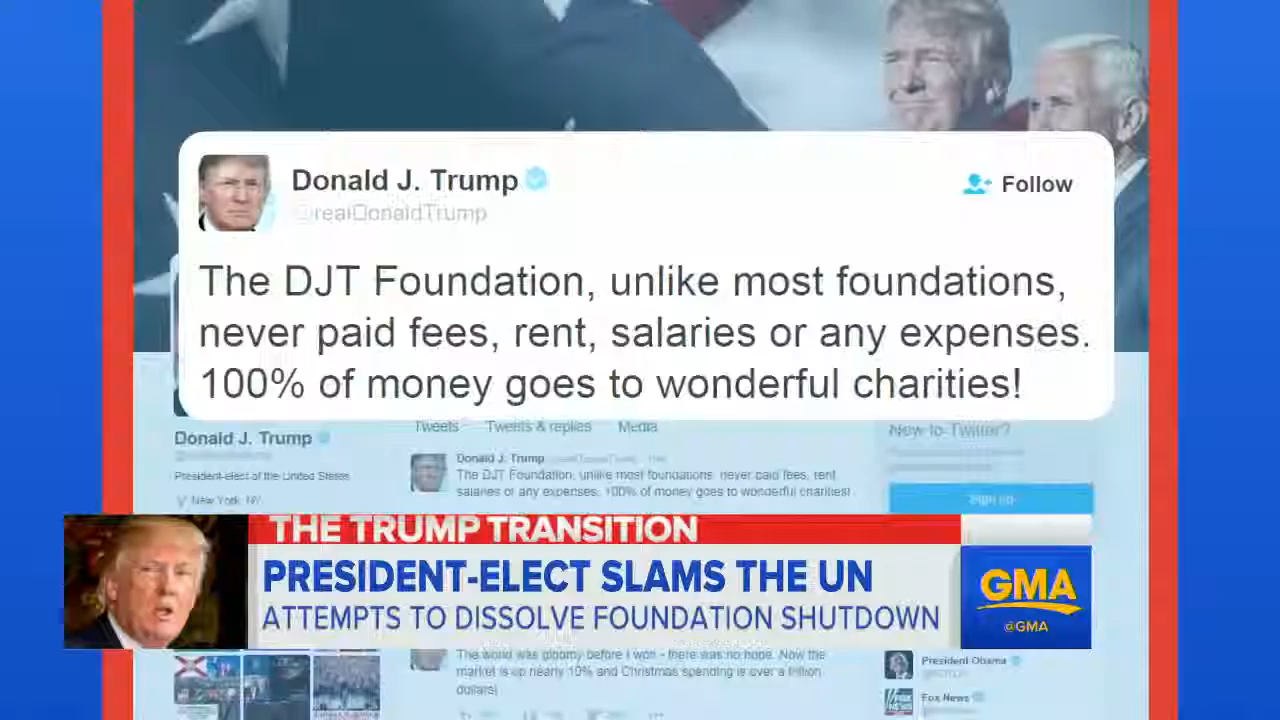 Donald J. Trump
Follow
@realDonaldTrump
The DJT Foundation, unlike most foundations,
never paid fees, rent, salaries or any expenses.
100% of money goes to wonderful charities!
Tweets Tweets & replies Media
New to Twitter?
Donald J. Trump
Donald J. Trump
The DJT Foundation, unlike most foundations, never paid fees, rent,
President-elect of the United States
salaries or any expenses. 100% of money goes to wonderful charities!
New York, NY
Sign up
THE TRUMP TRANSITION
PRESIDENT-ELECT SLAMS THE UN
ATTEMPTS TO DISSOLVE FOUNDATION SHUTDOWN
GMA
@GMA
The world was gloomy before I won - there was no hope. Now the
market is up nearly 10% and Christmas spending is over a trillion
dollars!
President Obama
Fox News